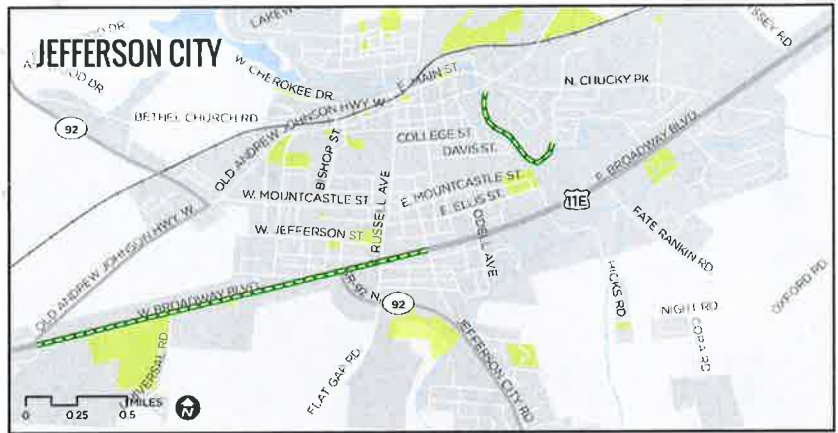 JEFFERSON CITY
W. CHEROKEE DR
E. MAIN ST
N. CHUCKY PK
92
BETHEL CHURCH RD
OLD ANDREW JOHNSON HWY W
BISHOP ST
COLLEGE ST
DAVIS ST.
E. BROADWAY BLVD.
W. MOUNTCASTLE ST
RUSSELL AVE
E. MOUNTCASTLE ST
E. ELLIS ST
11E
W. JEFFERSON ST
ODELL AVE
FATE RANKIN RD
OLD ANDREW JOHNSON HWY W
W. BROADWAY BLVD.
SR-92 N.
92
HICKS RD
NIGHT RD
CORA RD
OXFORD RD
JEFFERSON CITY RD
FLAT GAP RD.
0 0.25 0.5 MILES
N